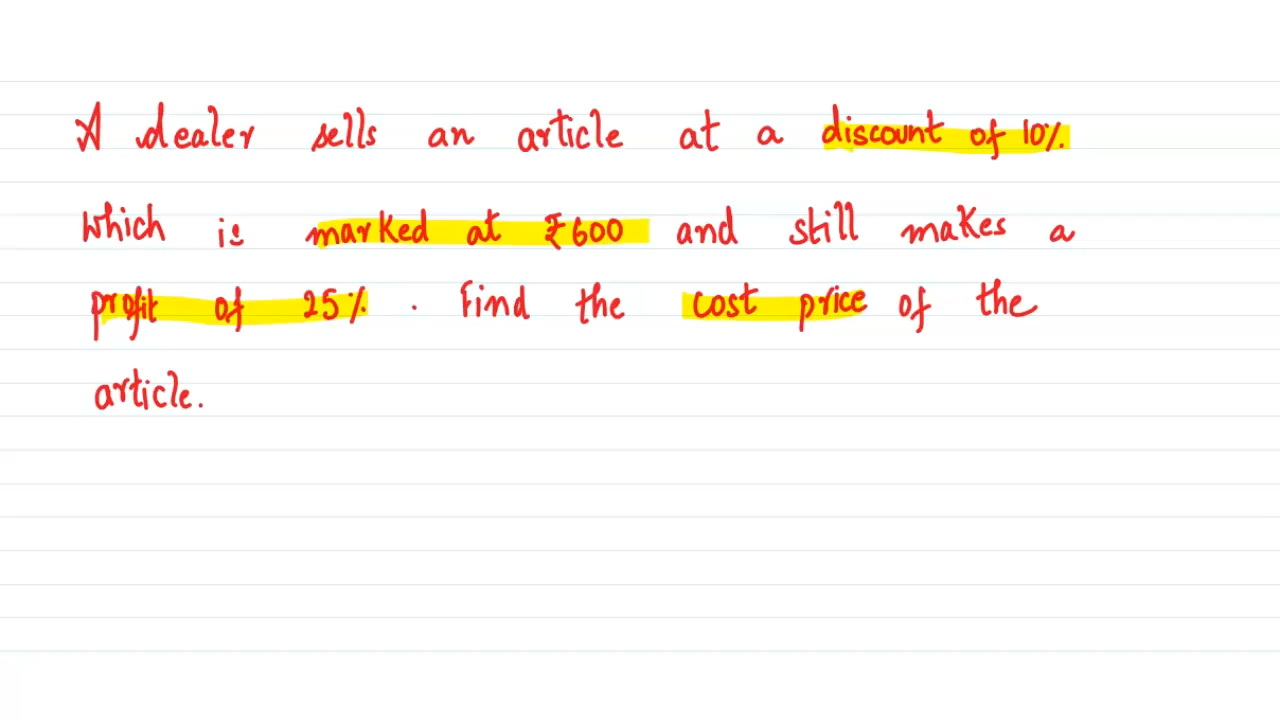 A dealer sells an article at a discount of 10%
which is marked at ₹600 and still makes a
profit of 25% . Find the cost price of the
article.